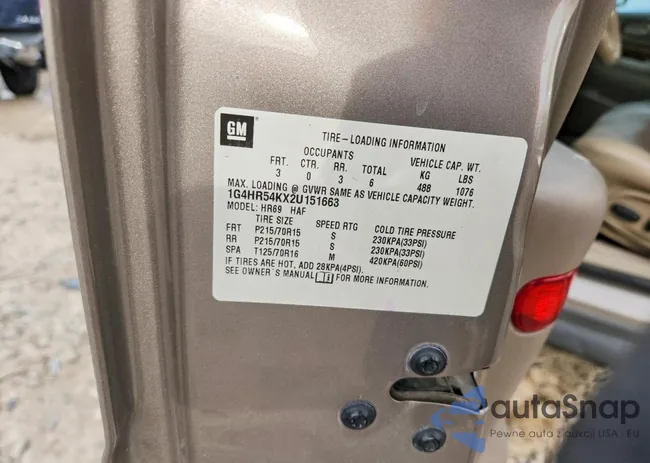 GM
TIRE-LOADING INFORMATION
OCCUPANTS VEHICLE CAP. WT.
FRT. CTR. RR. TOTAL KG LBS
3 0 3 6 488 1076
MAX. LOADING @ GVWR SAME AS VEHICLE CAPACITY WEIGHT.
1G4HR54KX2U151663
MODEL: HR69 HAF
TIRE SIZE SPEED RTG COLD TIRE PRESSURE
FRT P215/70R15 S 230KPA(33PSI)
RR P215/70R15 S 230KPA(33PSI)
SPA T125/70R16 M 420KPA(60PSI)
IF TIRES ARE HOT, ADD 28KPA(4PSI).
SEE OWNER'S MANUAL FOR MORE INFORMATION.
autaSnap
Pewne auta z aukcji USA i EU